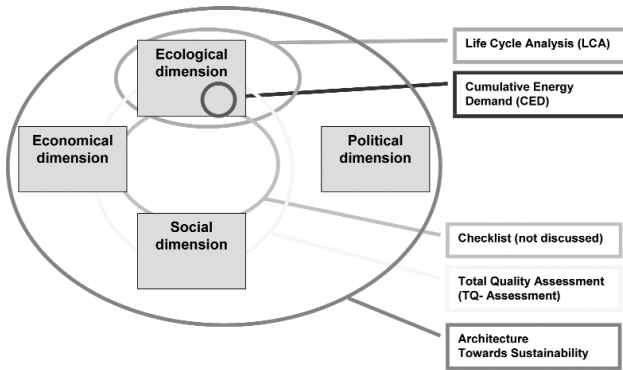 Ecological
dimension
Life Cycle Analysis (LCA)
Cumulative Energy
Demand (CED)
Economical
dimension
Political
dimension
Social
dimension
Checklist (not discussed)
Total Quality Assessment
(TQ- Assessment)
Architecture
Towards Sustainability